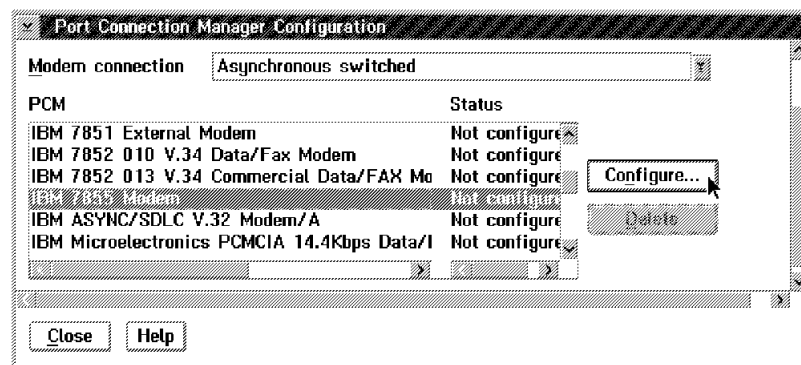 Port Connection Manager Configuration
Modem connection Asynchronous switched
PCM Status
IBM 7851 External Modem Not configure
IBM 7852 010 V.34 Data/Fax Modem Not configure
IBM 7852 013 V.34 Commercial Data/FAX Mo Not configure
IBM 7855 Modem Not configure
IBM ASYNC/SDLC V.32 Modem/A Not configure
IBM Microelectronics PCMCIA 14.4Kbps Data/I Not configure
Configure...
Delete
Close Help